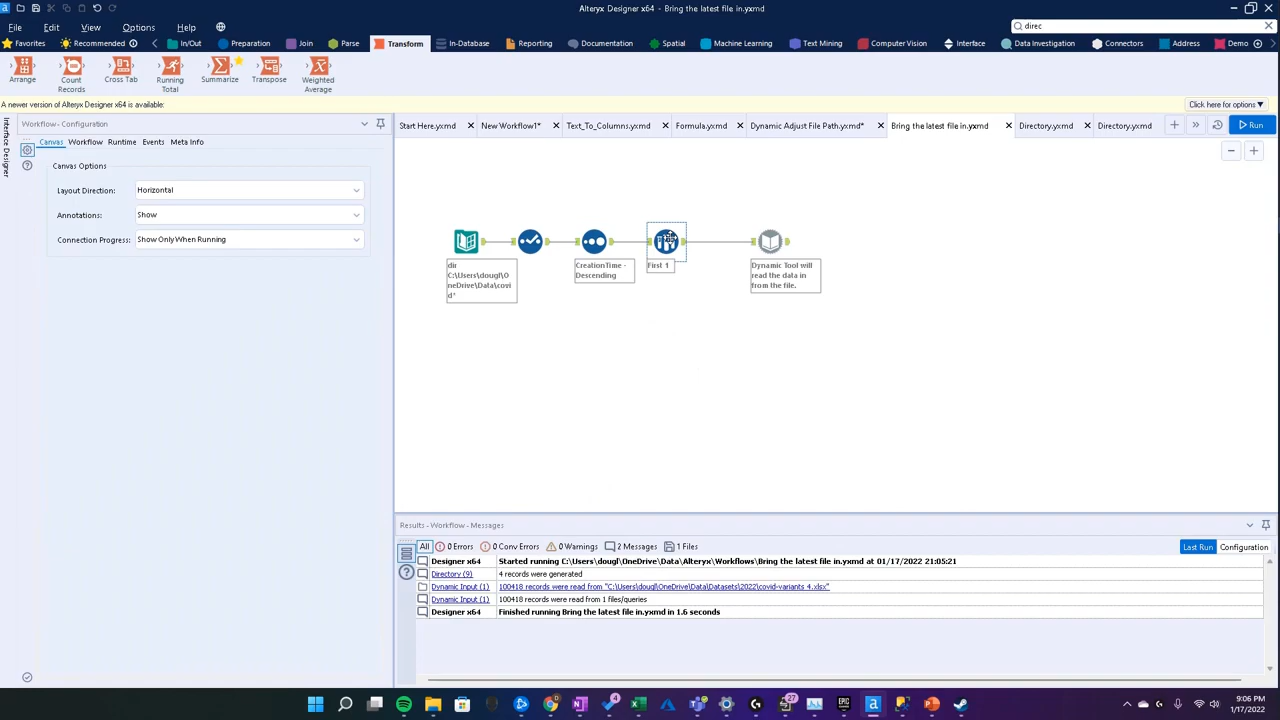 Alteryx Designer x64 - Bring the latest file in.yxmd
File
Edit
View
Options
Help
direc
Favorites
Recommended
In/Out
Preparation
Join
Parse
Transform
In-Database
Reporting
Documentation
Spatial
Machine Learning
Text Mining
Computer Vision
Interface
Data Investigation
Connectors
Address
Demo
Arrange
Count
Records
Cross Tab
Running
Total
Summarize
Transpose
Weighted
Average
A newer version of Alteryx Designer x64 is available:
Click here for options
Interface Designer
Workflow - Configuration
Start Here.yxmd
New Workflow1*
Text_To_Columns.yxmd
Formula.yxmd
Dynamic Adjust File Path.yxmd*
Bring the latest file in.yxmd
Directory.yxmd
Directory.yxmd
Run
Canvas
Workflow
Runtime
Events
Meta Info
Canvas Options
Layout Direction:
Horizontal
Annotations:
Show
Connection Progress:
Show Only When Running
dir
C:\Users\dougl\O
neDrive\Data\covi
d*
CreationTime -
Descending
First 1
Dynamic Tool will
read the data in
from the file.
Results - Workflow - Messages
All
0 Errors
0 Conv Errors
0 Warnings
2 Messages
1 Files
Last Run
Configuration
Designer x64 Started running C:\Users\dougl\OneDrive\Data\Alteryx\Workflows\Bring the latest file in.yxmd at 01/17/2022 21:05:21
Directory (9) 4 records were generated
Dynamic Input (1) 100418 records were read from "C:\Users\dougl\OneDrive\Data\Datasets\2022\covid-variants 4.xlsx"
Dynamic Input (1) 100418 records were read from 1 files/queries
Designer x64 Finished running Bring the latest file in.yxmd in 1.6 seconds
9:06 PM
1/17/2022